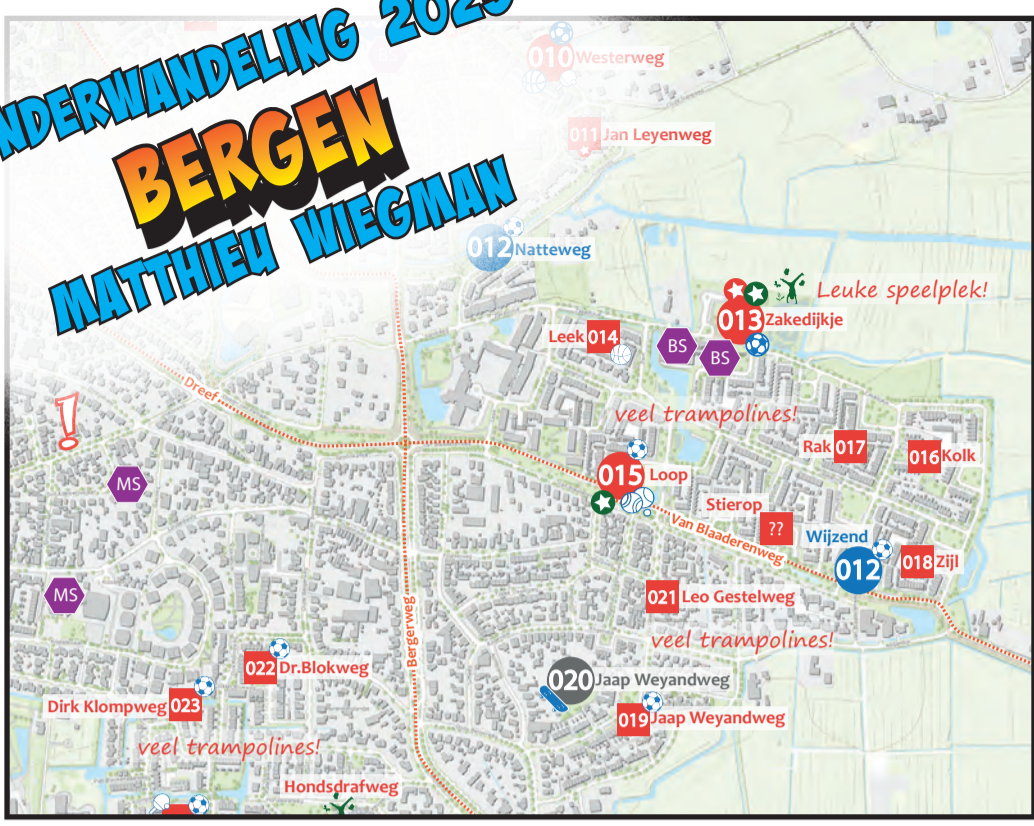 NDERWANDELING 2025
BERGEN
MATTHIEU WIEGMAN
010 Westerweg
011 Jan Leyenweg
012 Natteweg
Leuke speelplek!
013 Zakedijkje
Leek 014
BS
BS
Dreef
veel trampolines!
Rak 017
016 Kolk
015 Loop
MS
Stierop
??
Van Blaaderenweg
Wijzend
012
018 Zijl
MS
021 Leo Gestelweg
Bergerweg
veel trampolines!
022 Dr.Blokweg
020 Jaap Weyandweg
Dirk Klompweg 023
019 Jaap Weyandweg
veel trampolines!
Hondsdrafweg